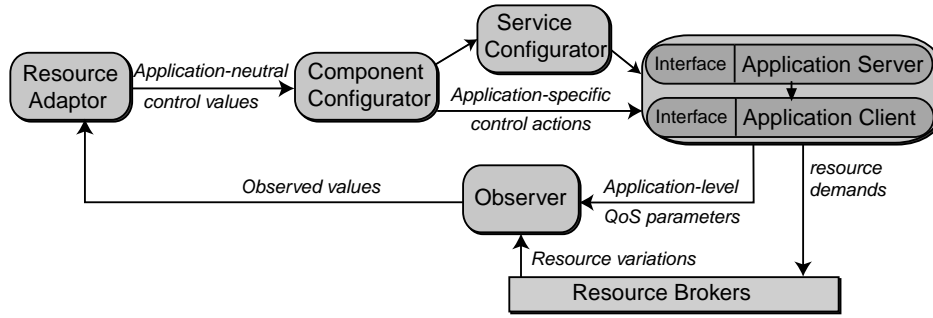 Service
Configurator
Resource
Adaptor
Application-neutral
control values
Component
Configurator
Application-specific
control actions
Interface
Application Server
Interface
Application Client
resource
demands
Observed values
Observer
Application-level
QoS parameters
Resource variations
Resource Brokers